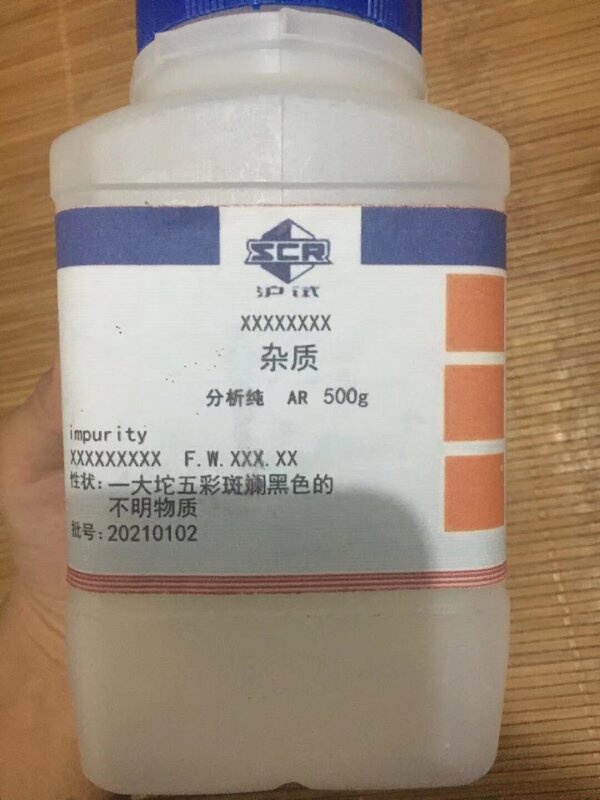 SCR
沪试
XXXXXXXX
杂质
分析纯 AR 500g
impurity
XXXXXXXXX F.W.XXX.XX
性状:一大坨五彩斑斓黑色的
不明物质
批号:20210102